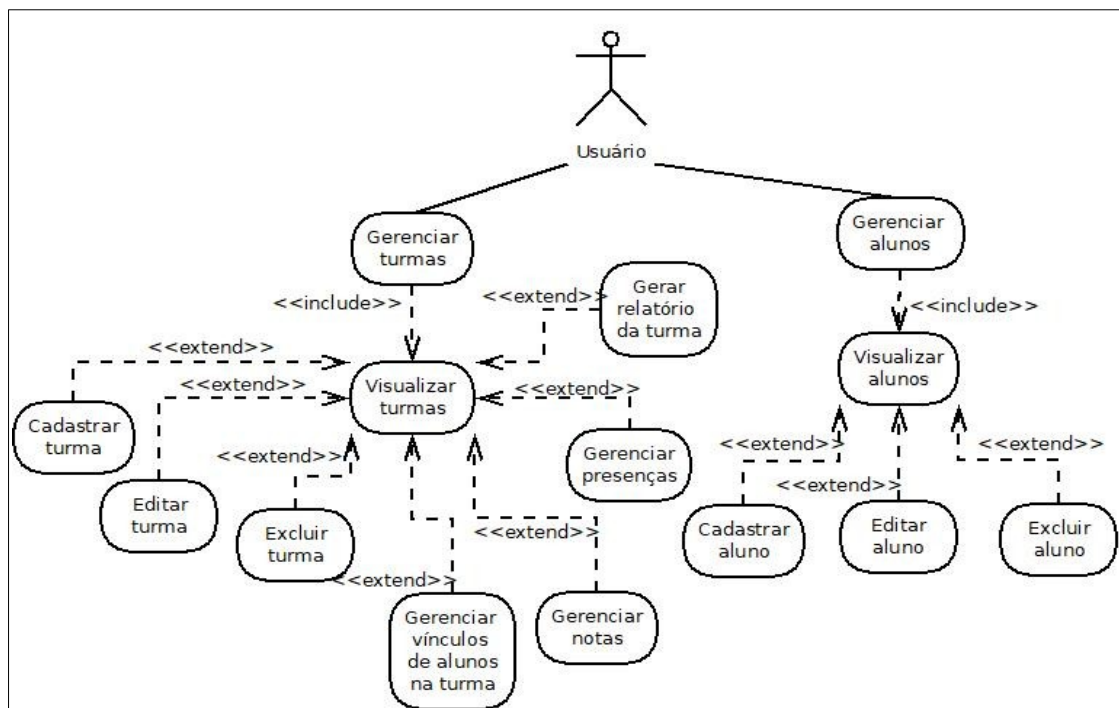 Usuário
Gerenciar
turmas
Gerenciar
alunos
<<include>>
<<extend>>
Gerar
relatório
da turma
<<include>>
<<extend>>
Visualizar
turmas
Visualizar
alunos
<<extend>>
<<extend>>
Cadastrar
turma
Gerenciar
presenças
<<extend>>
<<extend>>
<<extend>>
<<extend>>
Editar
turma
Excluir
turma
<<extend>>
Cadastrar
aluno
Editar
aluno
Excluir
aluno
<<extend>>
Gerenciar
vínculos
de alunos
na turma
Gerenciar
notas